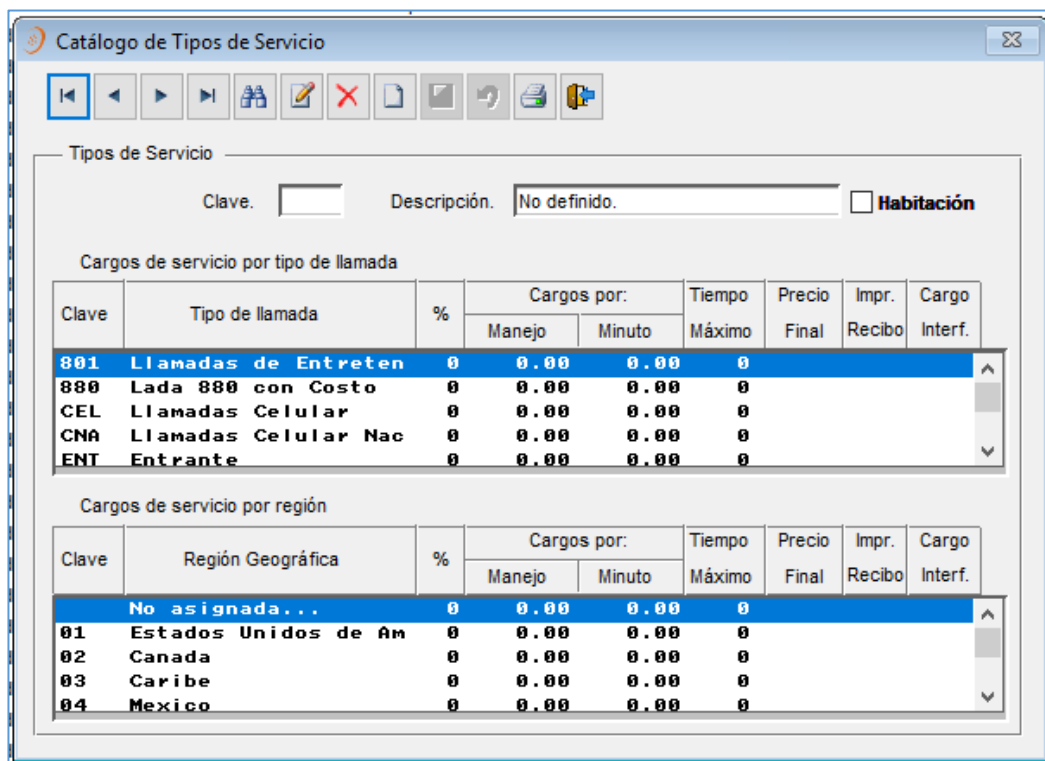 Catálogo de Tipos de Servicio
Tipos de Servicio
Clave. Descripción. No definido. Habitación
Cargos de servicio por tipo de llamada
Clave Tipo de llamada % Cargos por: Manejo Minuto Tiempo Máximo Precio Final Impr. Recibo Cargo Interf.
801 Llamadas de Entreten 0 0.00 0.00 0
880 Lada 880 con Costo 0 0.00 0.00 0
CEL Llamadas Celular 0 0.00 0.00 0
CNA Llamadas Celular Nac 0 0.00 0.00 0
ENT Entrante 0 0.00 0.00 0
Cargos de servicio por región
Clave Región Geográfica % Cargos por: Manejo Minuto Tiempo Máximo Precio Final Impr. Recibo Cargo Interf.
No asignada... 0 0.00 0.00 0
01 Estados Unidos de Am 0 0.00 0.00 0
02 Canada 0 0.00 0.00 0
03 Caribe 0 0.00 0.00 0
04 Mexico 0 0.00 0.00 0